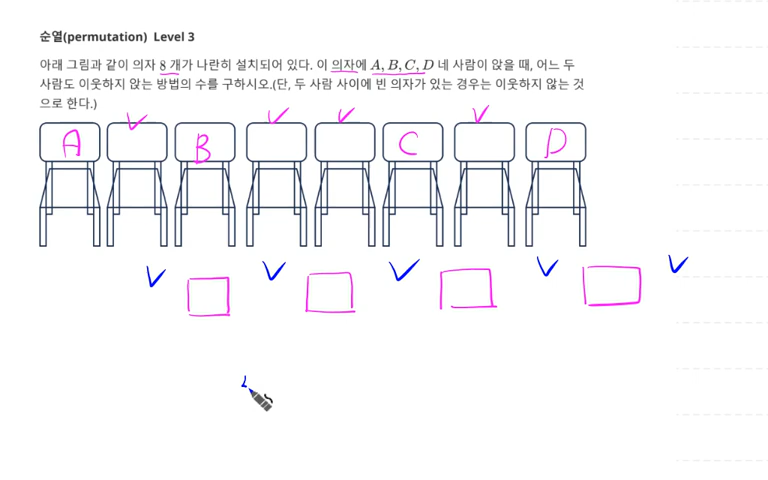 순열(permutation) Level 3
아래 그림과 같이 의자 8 개가 나란히 설치되어 있다. 이 의자에 A, B, C, D 네 사람이 앉을 때, 어느 두
사람도 이웃하지 않는 방법의 수를 구하시오.(단, 두 사람 사이에 빈 의자가 있는 경우는 이웃하지 않는 것
으로 한다.)
A B C D